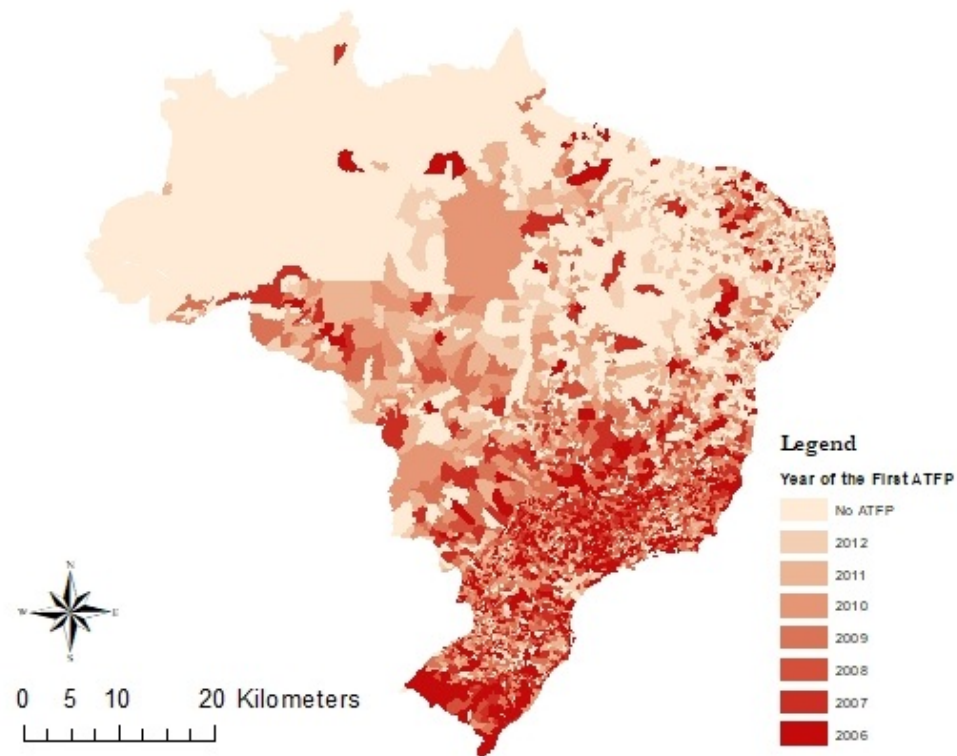 Legend
Year of the First ATFP
No ATFP
2012
2011
2010
2009
2008
2007
2006
N
W E
S
0 5 10 20 Kilometers